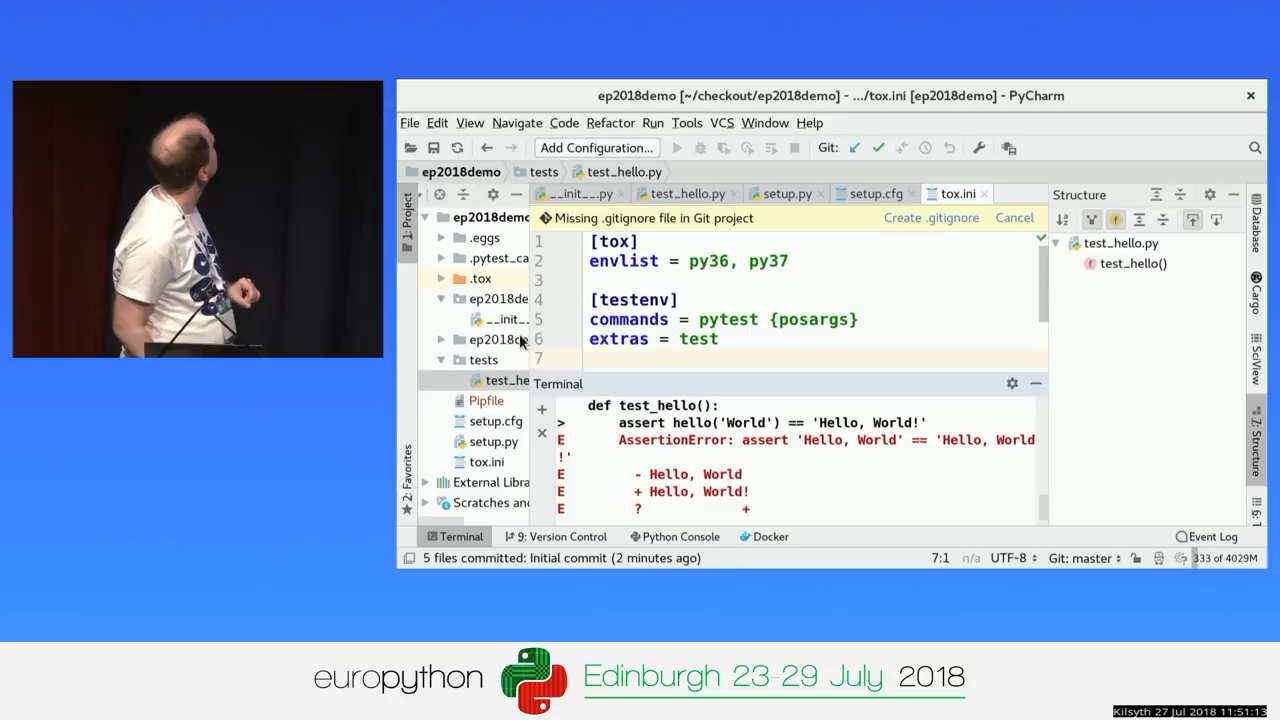 ep2018demo [~/checkout/ep2018demo] - .../tox.ini [ep2018demo] - PyCharm
File Edit View Navigate Code Refactor Run Tools VCS Window Help
Add Configuration... Git:
ep2018demo tests test_hello.py
1: Project
__init__.py test_hello.py setup.py setup.cfg tox.ini
Structure
ep2018demo
.eggs
.pytest_ca
.tox
ep2018de
__init_
ep2018d
tests
test_he
Pipfile
setup.cfg
setup.py
tox.ini
External Libra
Scratches and
2: Favorites
Missing .gitignore file in Git project Create .gitignore Cancel
1 [tox]
2 envlist = py36, py37
3
4 [testenv]
5 commands = pytest {posargs}
6 extras = test
7
Terminal
def test_hello():
> assert hello('World') == 'Hello, World!'
E AssertionError: assert 'Hello, World' == 'Hello, World
!'
E - Hello, World
E + Hello, World!
E ? +
test_hello.py
test_hello()
Database
Cargo
SciView
7: Structure
6:
Terminal 9: Version Control Python Console Docker Event Log
5 files committed: Initial commit (2 minutes ago) 7:1 n/a UTF-8 Git: master 333 of 4029M
europython Edinburgh 23-29 July 2018
Kilsyth 27 Jul 2018 11:51:13